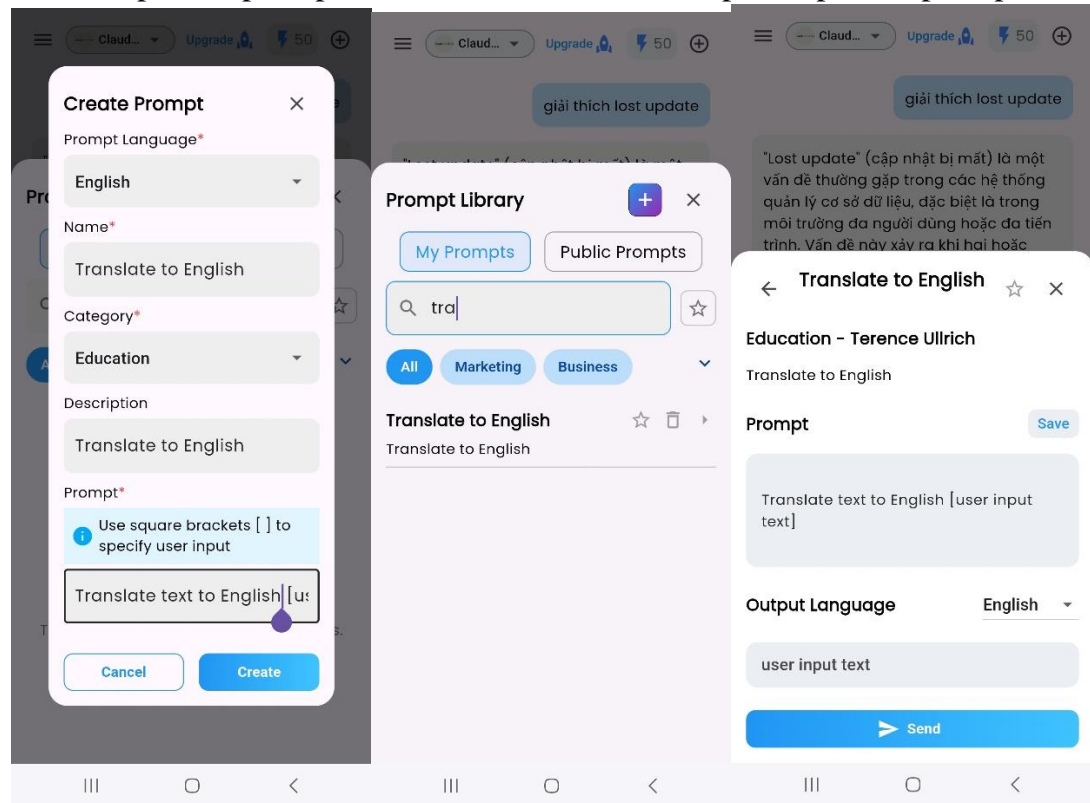 Claud...
Upgrade
50
Create Prompt
Prompt Language*
English
Name*
Translate to English
Category*
Education
Description
Translate to English
Prompt*
Use square brackets [ ] to
specify user input
Translate text to English [us
Cancel
Create
Claud...
Upgrade
50
giải thích lost update
Prompt Library
+
My Prompts
Public Prompts
tra
All
Marketing
Business
Translate to English
Translate to English
Claud...
Upgrade
50
giải thích lost update
"Lost update" (cập nhật bị mất) là một
vấn đề thường gặp trong các hệ thống
quản lý cơ sở dữ liệu, đặc biệt là trong
môi trường đa người dùng hoặc đa tiến
trình. Vấn đề này xảy ra khi hai hoặc
Translate to English
Education - Terence Ullrich
Translate to English
Prompt
Save
Translate text to English [user input
text]
Output Language
English
user input text
Send